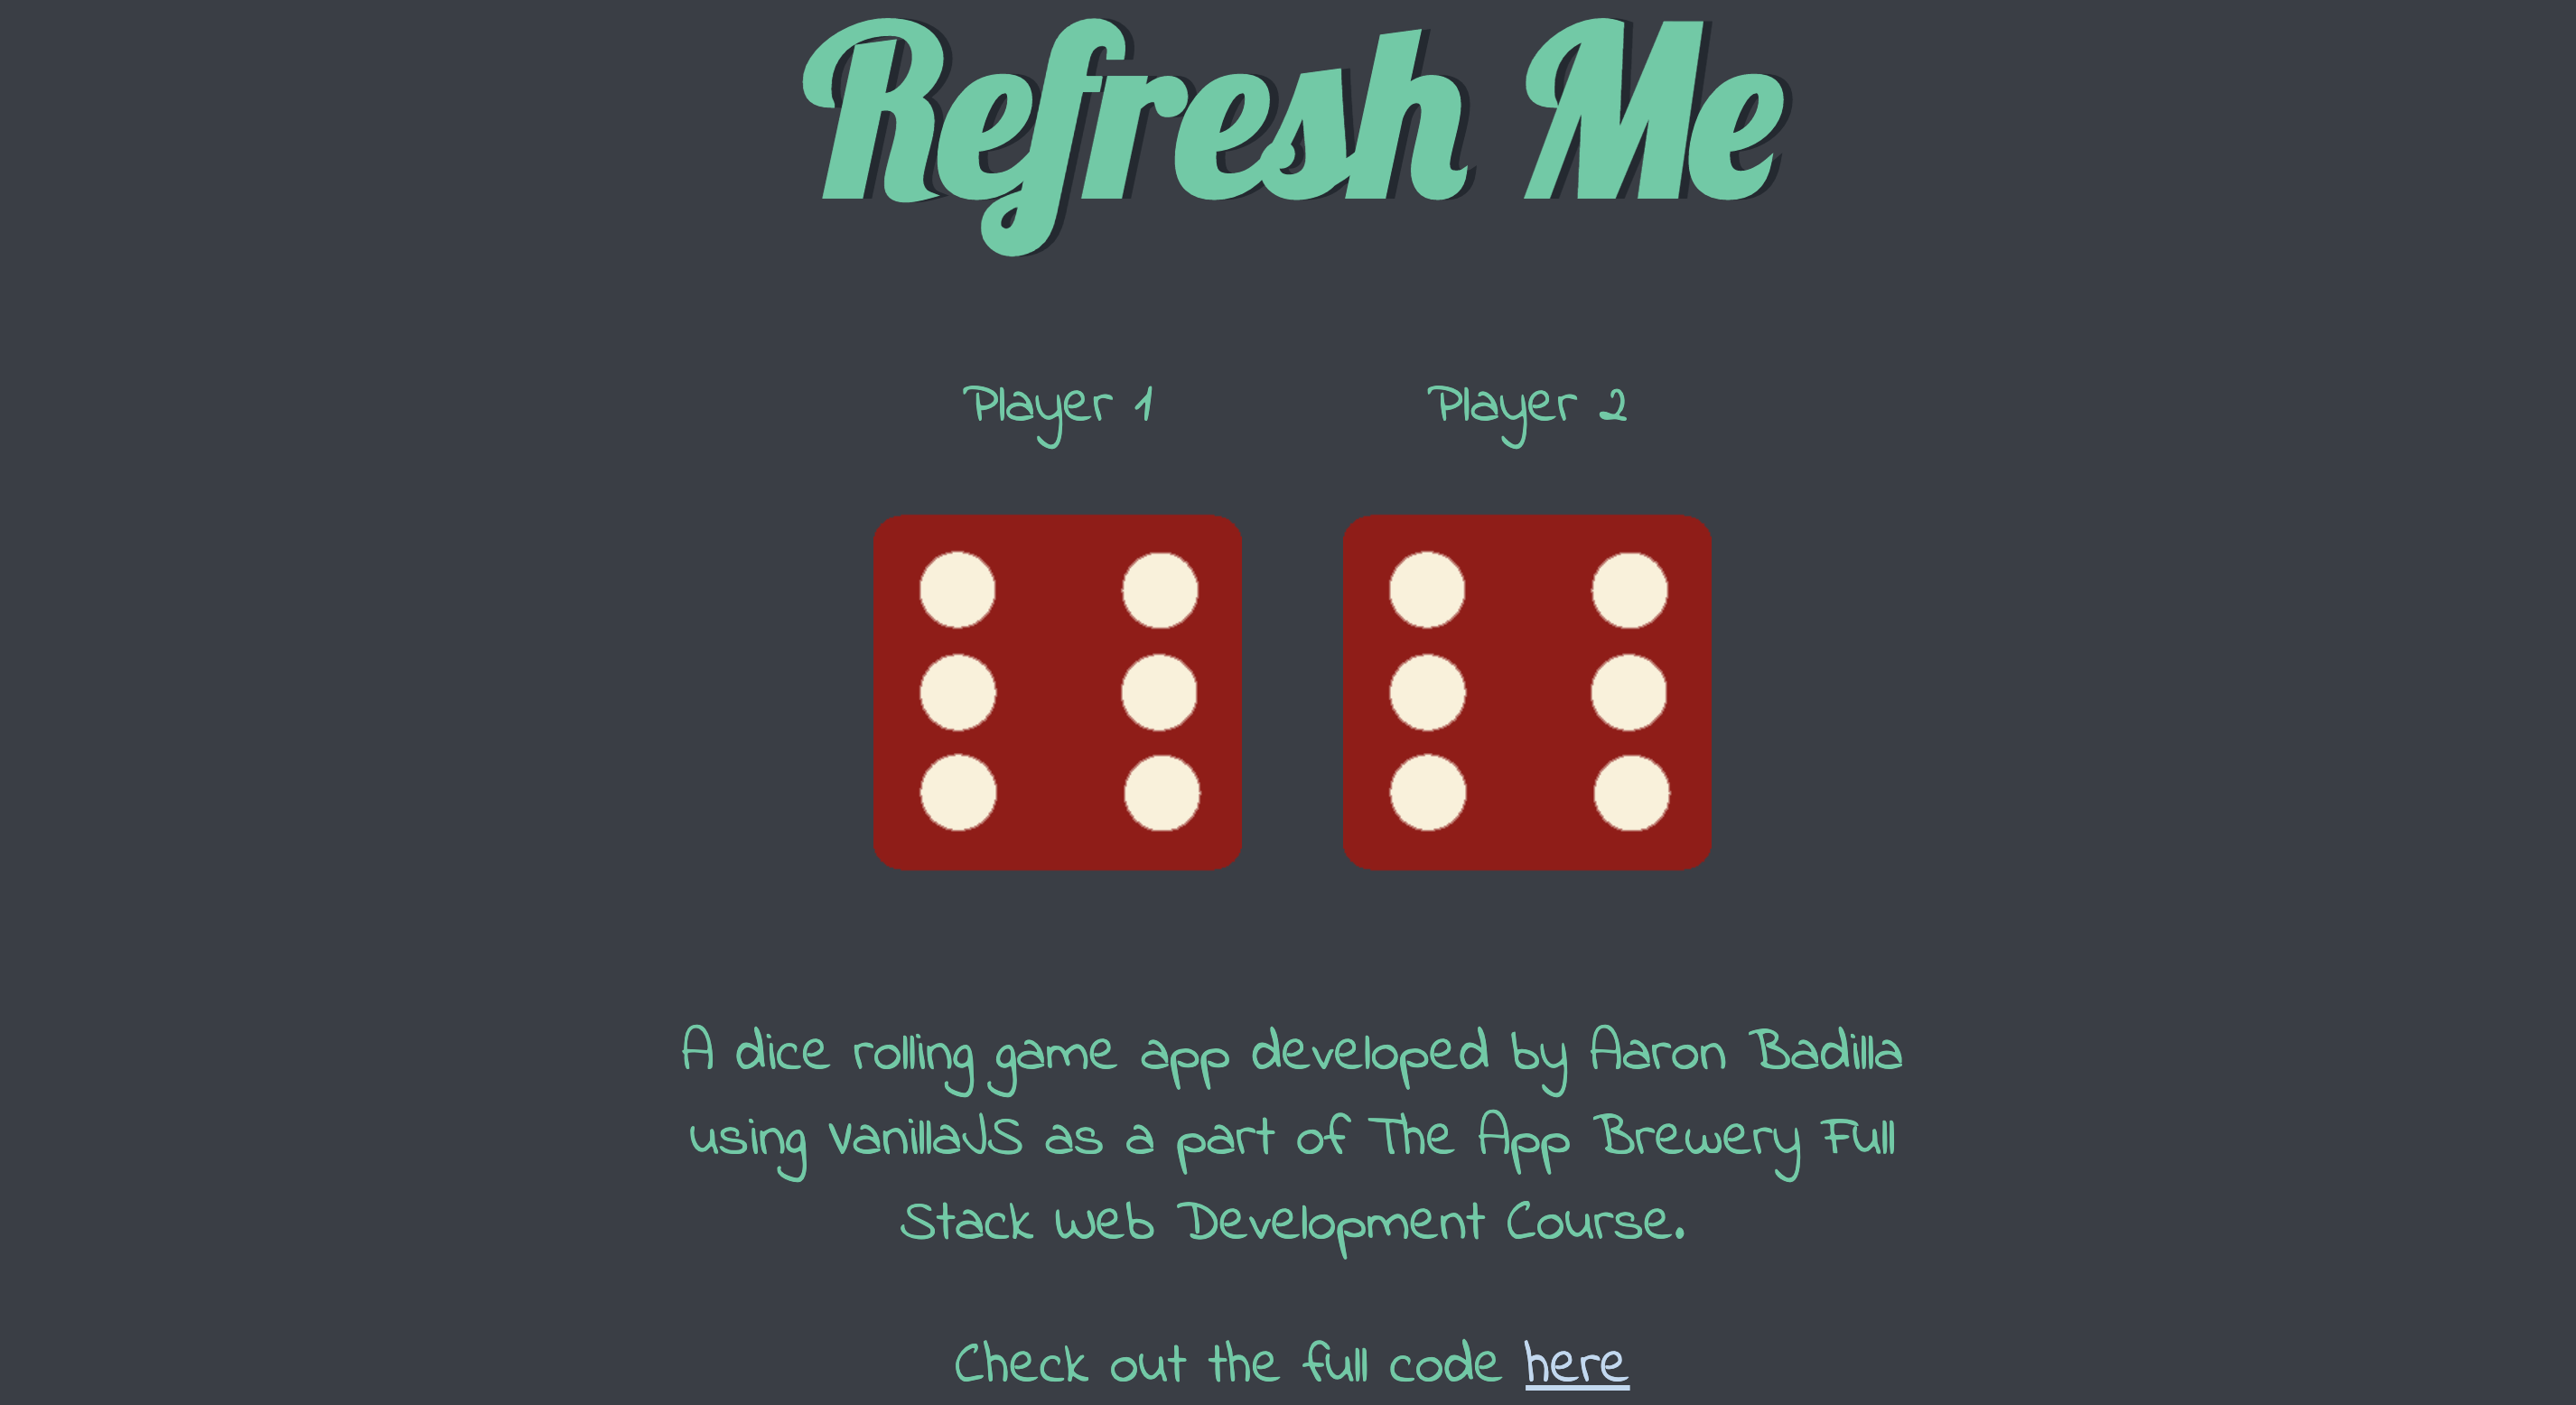 Refresh Me
Player 1 Player 2
A dice rolling game app developed by Aaron Badilla
using VanillaJS as a part of The App Brewery Full
Stack Web Development Course.
Check out the full code here